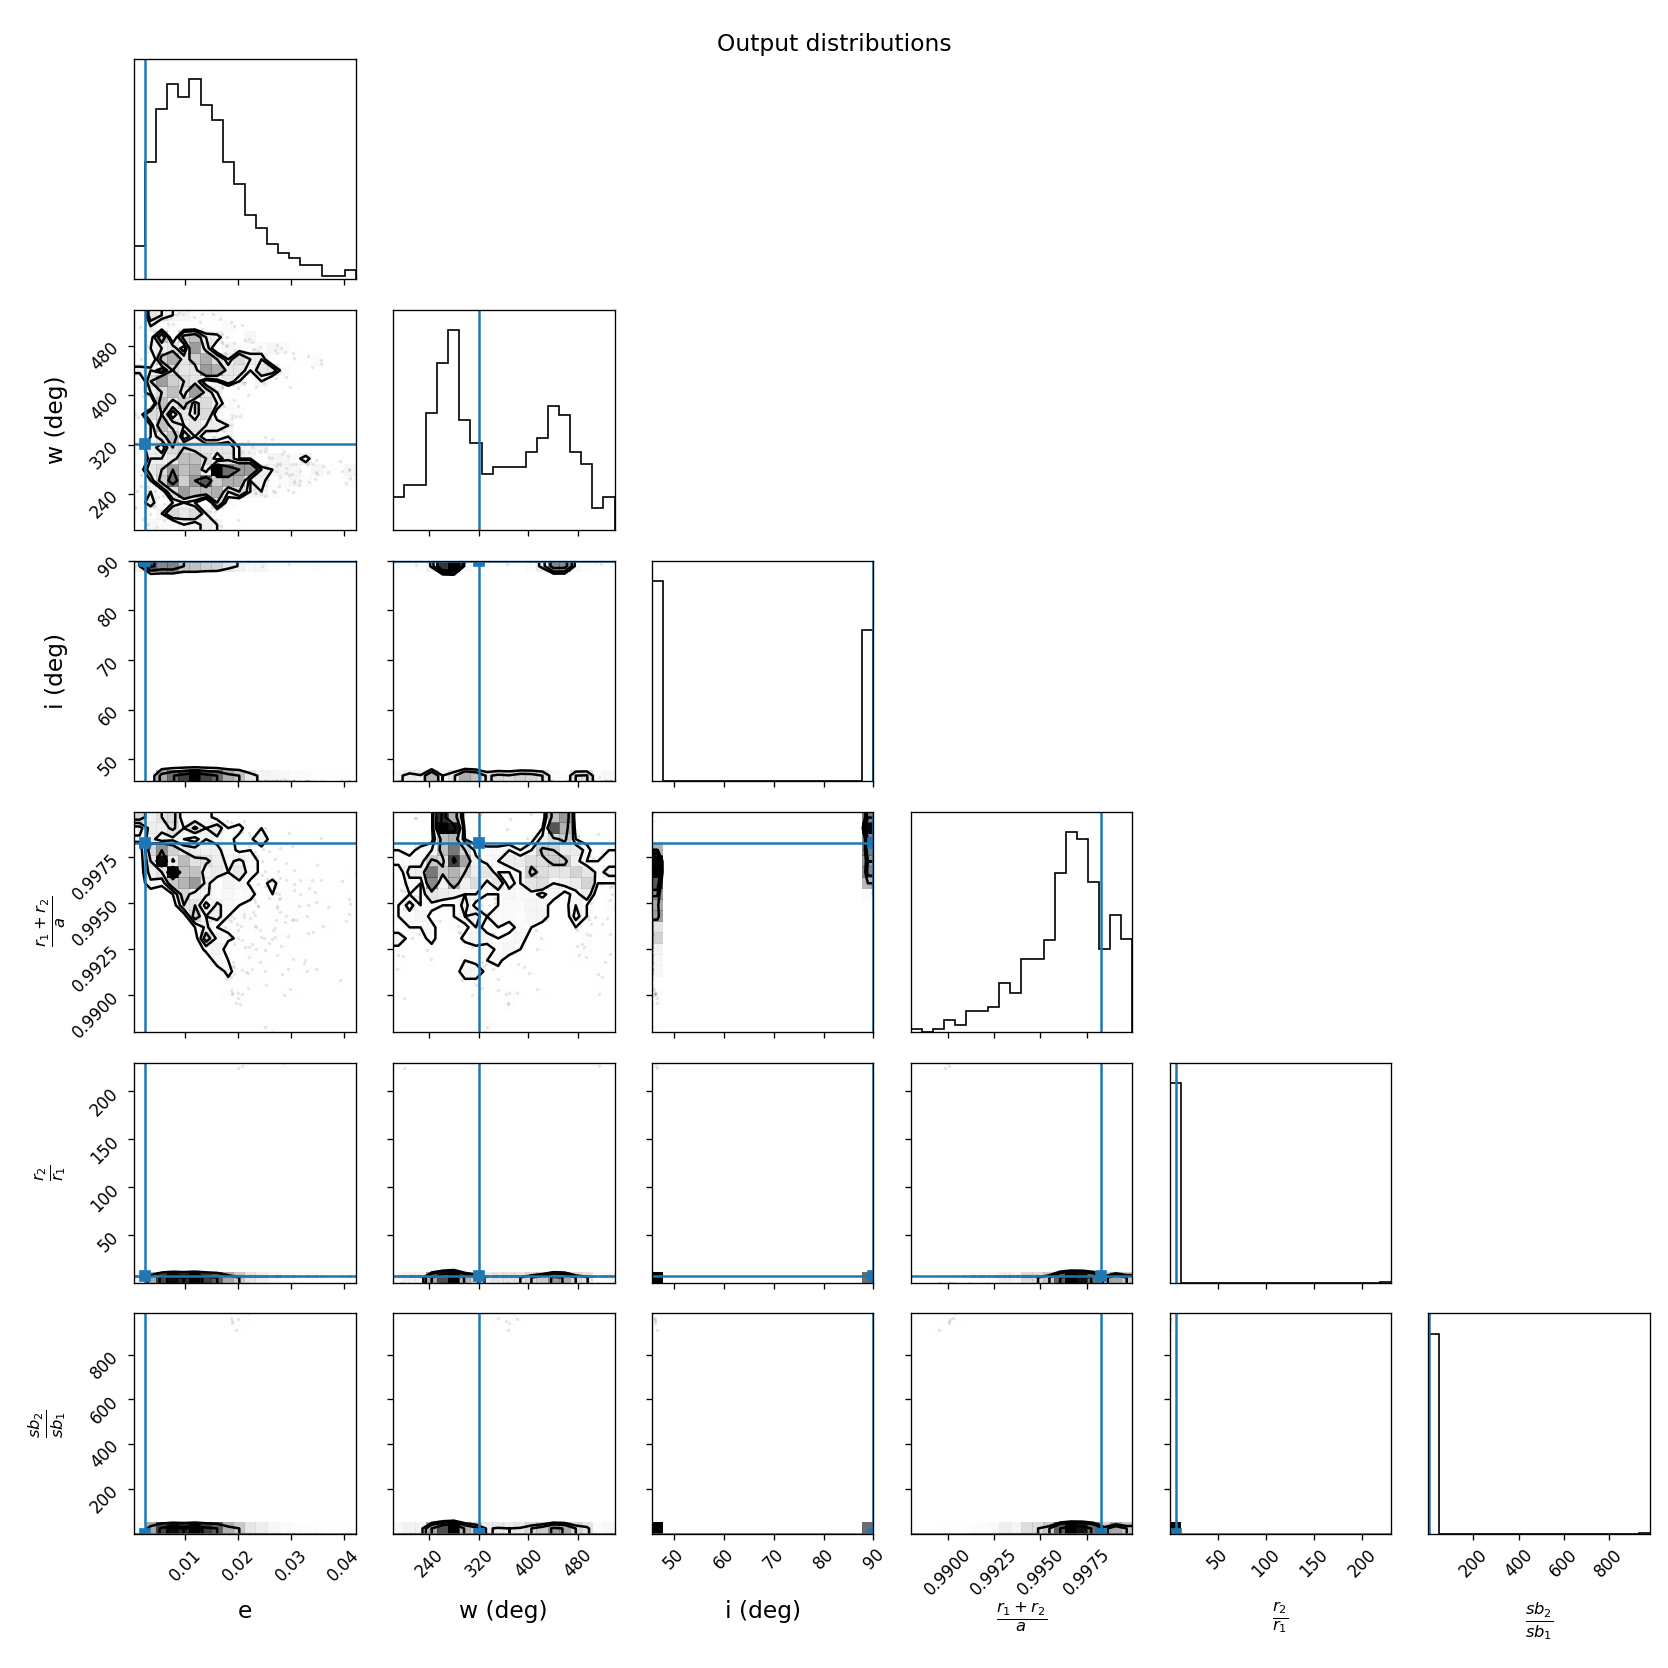 Output distributions
w (deg)
480
400
320
240
i (deg)
90
80
70
60
50
r₁ + r₂
a
0.9975
0.9950
0.9925
0.9900
r₂
r₁
200
150
100
50
sb₂
sb₁
800
600
400
200
0.01 0.02 0.03 0.04
240 320 400 480
50 60 70 80 90
0.9900 0.9925 0.9950 0.9975
50 100 150 200
200 400 600 800
e
w (deg)
i (deg)
r₁ + r₂
a
r₂
r₁
sb₂
sb₁